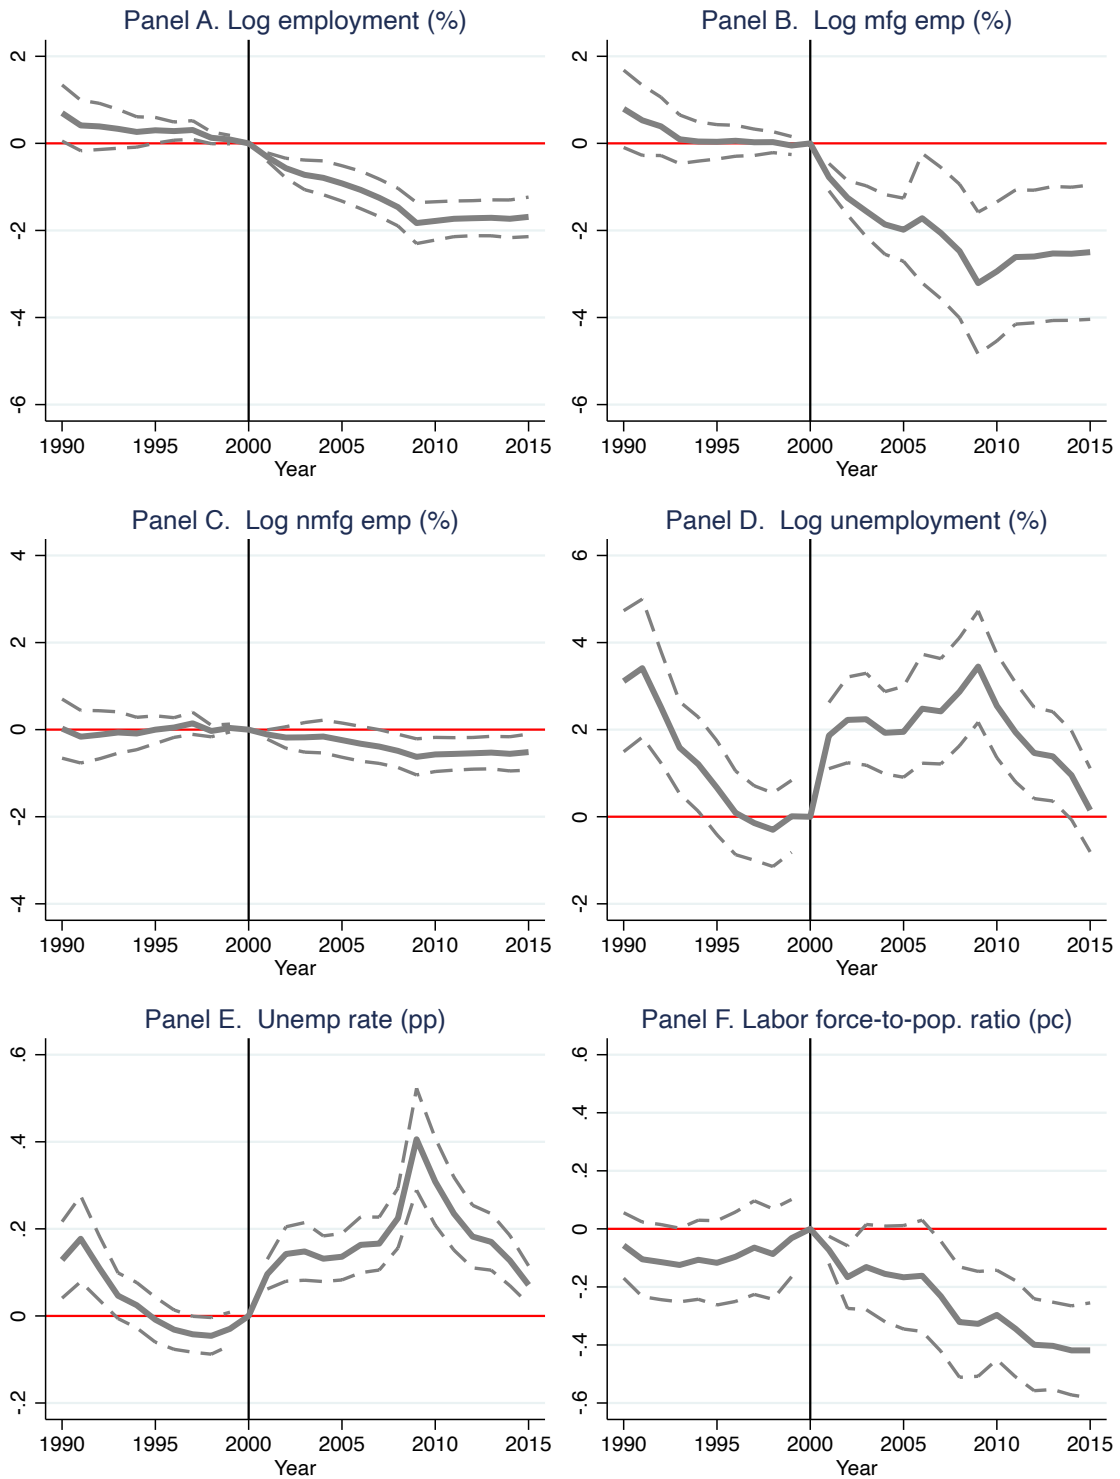 Panel A. Log employment (%)
2
0
-2
-4
-6
1990 1995 2000 2005 2010 2015
Year
Panel B. Log mfg emp (%)
2
0
-2
-4
-6
1990 1995 2000 2005 2010 2015
Year
Panel C. Log nmfg emp (%)
4
2
0
-2
-4
1990 1995 2000 2005 2010 2015
Year
Panel D. Log unemployment (%)
6
4
2
0
-2
1990 1995 2000 2005 2010 2015
Year
Panel E. Unemp rate (pp)
.6
.4
.2
0
-.2
1990 1995 2000 2005 2010 2015
Year
Panel F. Labor force-to-pop. ratio (pc)
.6
.4
.2
0
-.2
-.4
-.6
1990 1995 2000 2005 2010 2015
Year